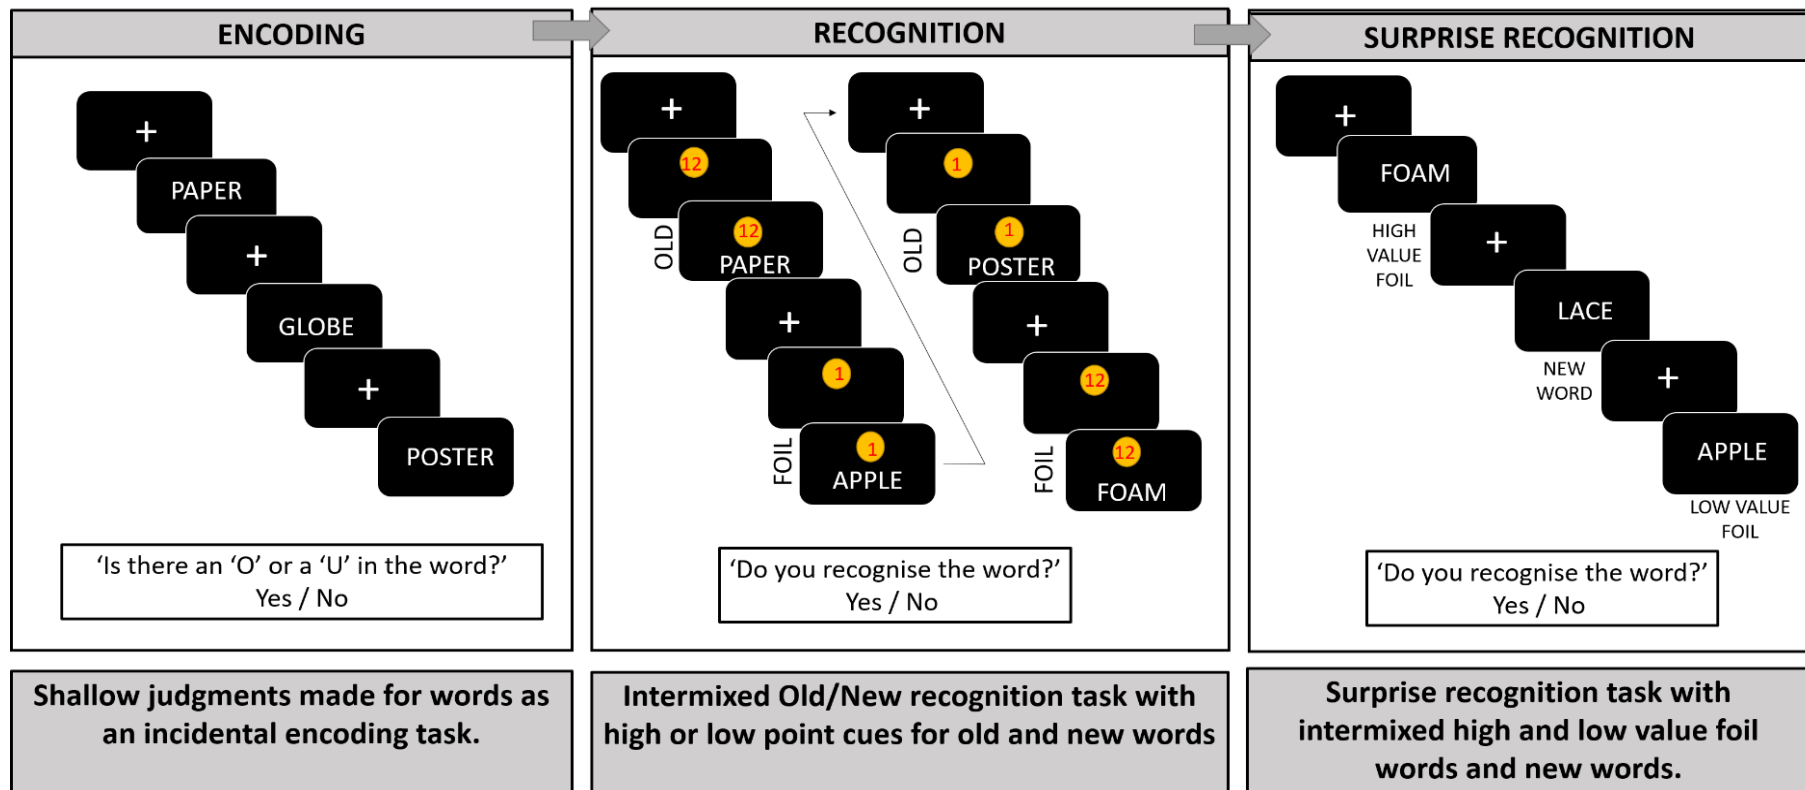 ENCODING
+
PAPER
+
GLOBE
+
POSTER
‘Is there an ‘O’ or a ‘U’ in the word?’
Yes / No
Shallow judgments made for words as
an incidental encoding task.
RECOGNITION
+
12
OLD
12
PAPER
+
1
FOIL
1
APPLE
+
1
OLD
1
POSTER
+
12
FOIL
12
FOAM
‘Do you recognise the word?’
Yes / No
Intermixed Old/New recognition task with
high or low point cues for old and new words
SURPRISE RECOGNITION
+
FOAM
HIGH
VALUE
FOIL
+
LACE
NEW
WORD
+
APPLE
LOW VALUE
FOIL
‘Do you recognise the word?’
Yes / No
Surprise recognition task with
intermixed high and low value foil
words and new words.